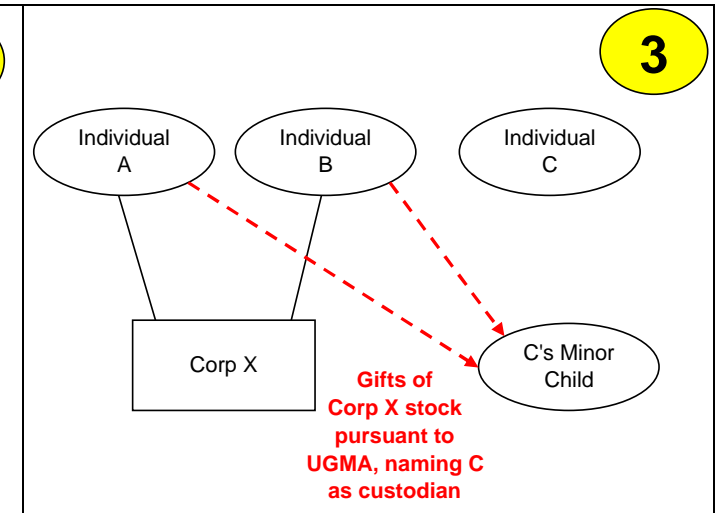 3
Individual
A
Individual
B
Individual
C
Corp X
C's Minor
Child
Gifts of
Corp X stock
pursuant to
UGMA, naming C
as custodian